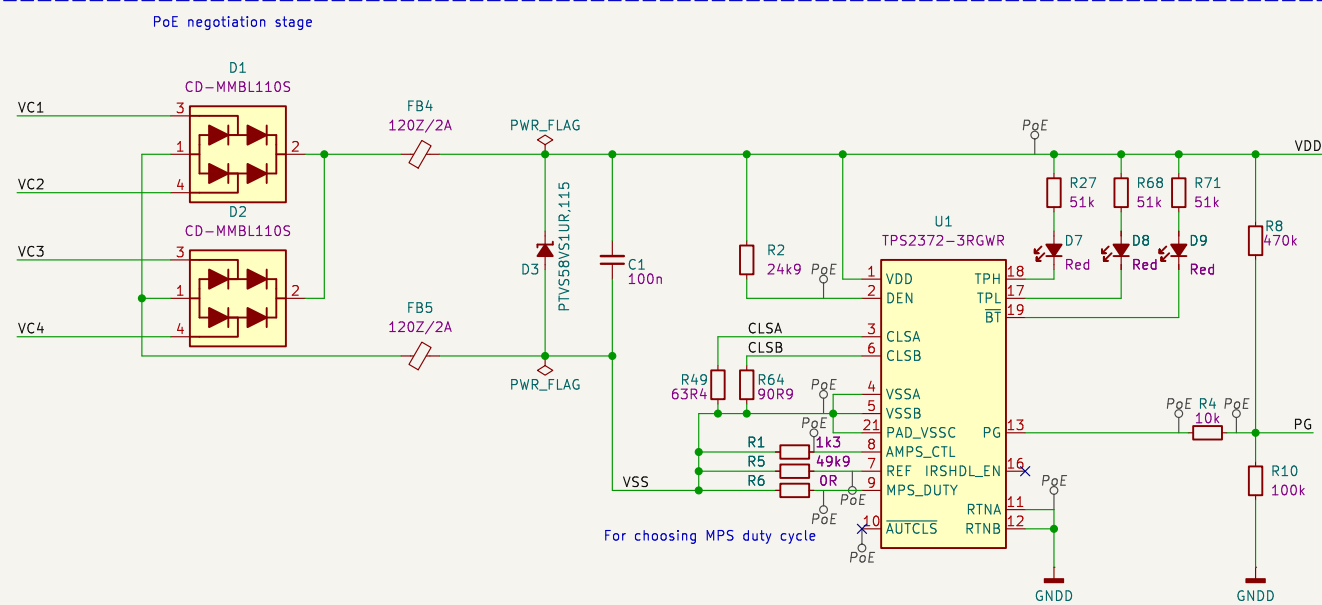 PoE negotiation stage
D1
CD-MMBL110S
VC1
3
1
2
VC2
4
D2
CD-MMBL110S
VC3
3
1
2
VC4
4
FB4
120Z/2A
FB5
120Z/2A
PWR_FLAG
D3
PTVS58VS1UR,115
PWR_FLAG
C1
100n
R2
24k9
PoE
CLSA
CLSB
R49
63R4
R64
90R9
PoE
PoE
R1
1k3
R5
49k9
R6
0R
VSS
PoE
PoE
PoE
For choosing MPS duty cycle
U1
TPS2372-3RGWR
1 VDD
2 DEN
3 CLSA
6 CLSB
4 VSSA
5 VSSB
21 PAD_VSSC
8 AMPS_CTL
7 REF
9 MPS_DUTY
10 AUTCLS
TPH 18
TPL 17
BT 19
PG 13
IRSHDL_EN 16
RTNA 11
RTNB 12
PoE
VDD
R27
51k
R68
51k
R71
51k
D7
Red
D8
Red
D9
Red
R8
470k
PoE
R4
10k
PoE
PG
R10
100k
PoE
GNDD
GNDD